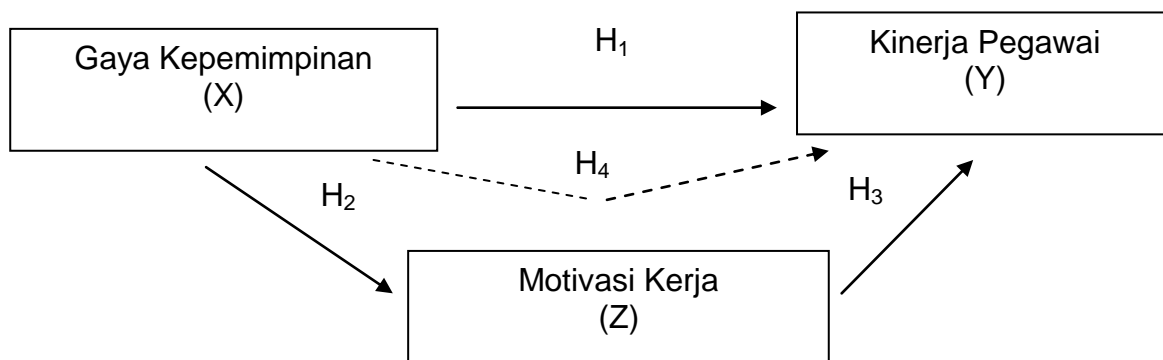 Gaya Kepemimpinan
(X)
H₁
Kinerja Pegawai
(Y)
H₂
H₄
H₃
Motivasi Kerja
(Z)